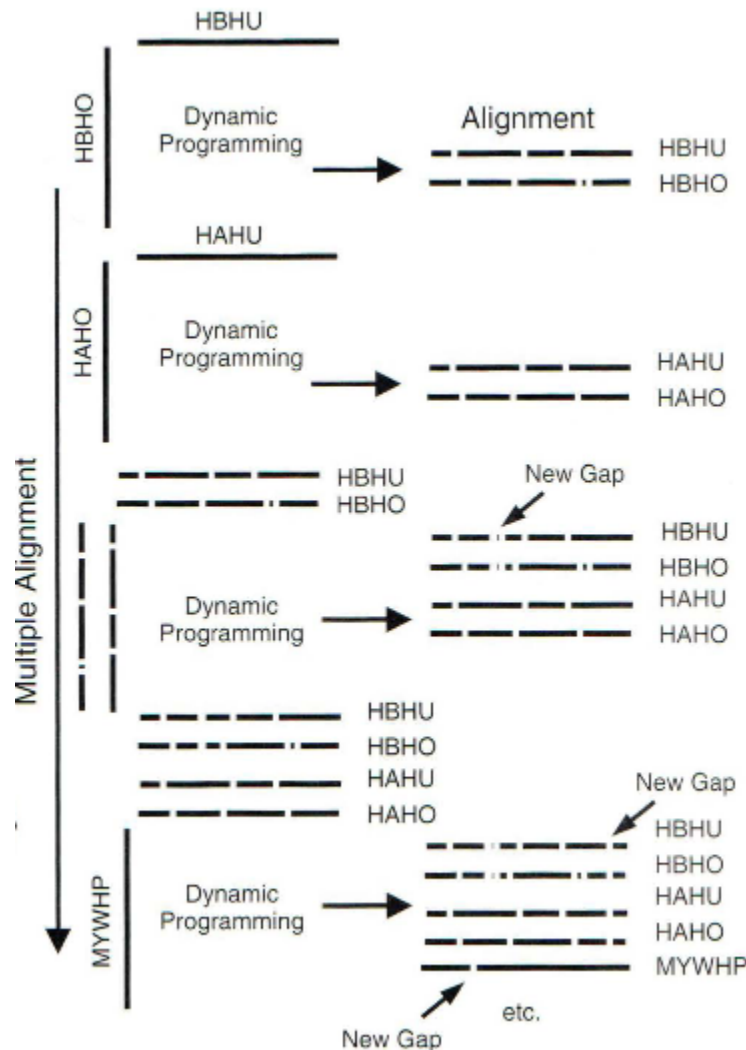 HBHU
HBHO
Dynamic
Programming
Alignment
HBHU
HBHO
HAHU
HAHO
Dynamic
Programming
HAHU
HAHO
Multiple Alignment
HBHU
HBHO
New Gap
Dynamic
Programming
HBHU
HBHO
HAHU
HAHO
HBHU
HBHO
HAHU
HAHO
New Gap
MYWHP
Dynamic
Programming
HBHU
HBHO
HAHU
HAHO
MYWHP
New Gap
etc.